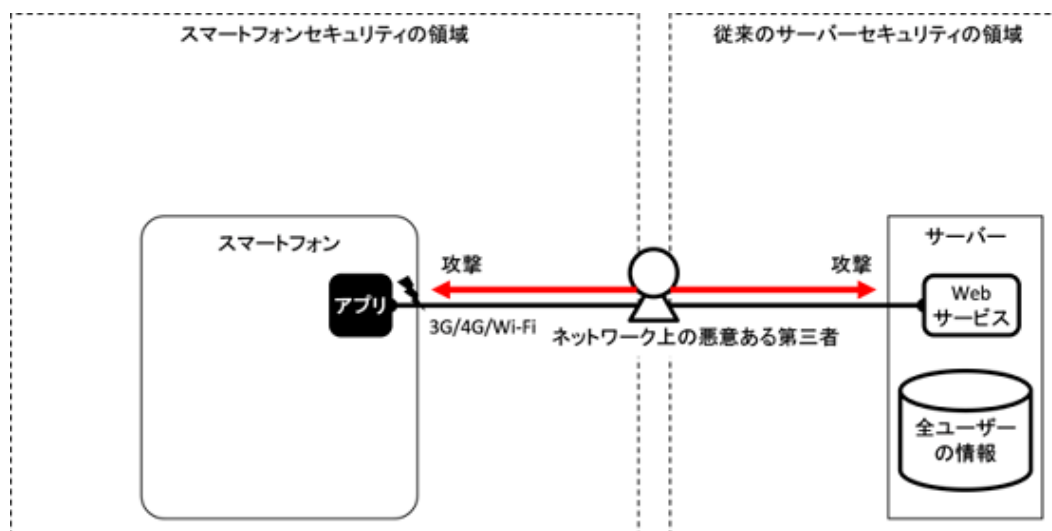 スマートフォンセキュリティの領域
従来のサーバーセキュリティの領域
スマートフォン
サーバー
攻撃
攻撃
アプリ
3G/4G/Wi-Fi
ネットワーク上の悪意ある第三者
Web
サービス
全ユーザー
の情報